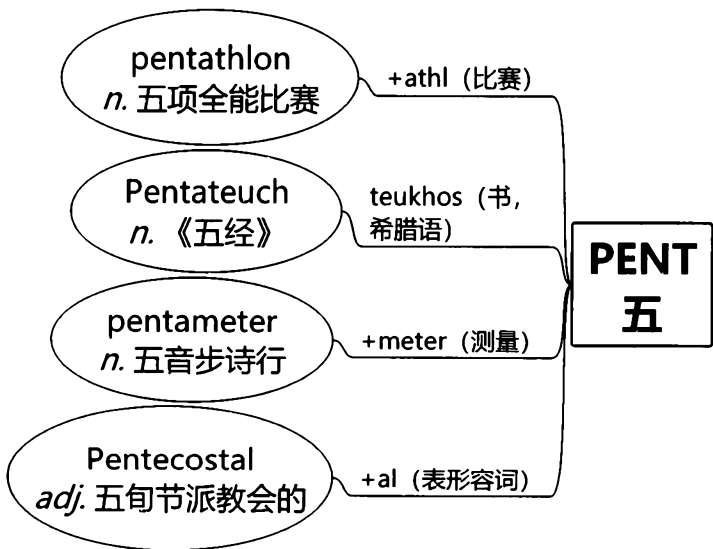 pentathlon
n. 五项全能比赛
+athl（比赛）
Pentateuch
n. 《五经》
teukhos（书，
希腊语）
PENT
五
pentameter
n. 五音步诗行
+meter（测量）
Pentecostal
adj. 五旬节派教会的
+al（表形容词）